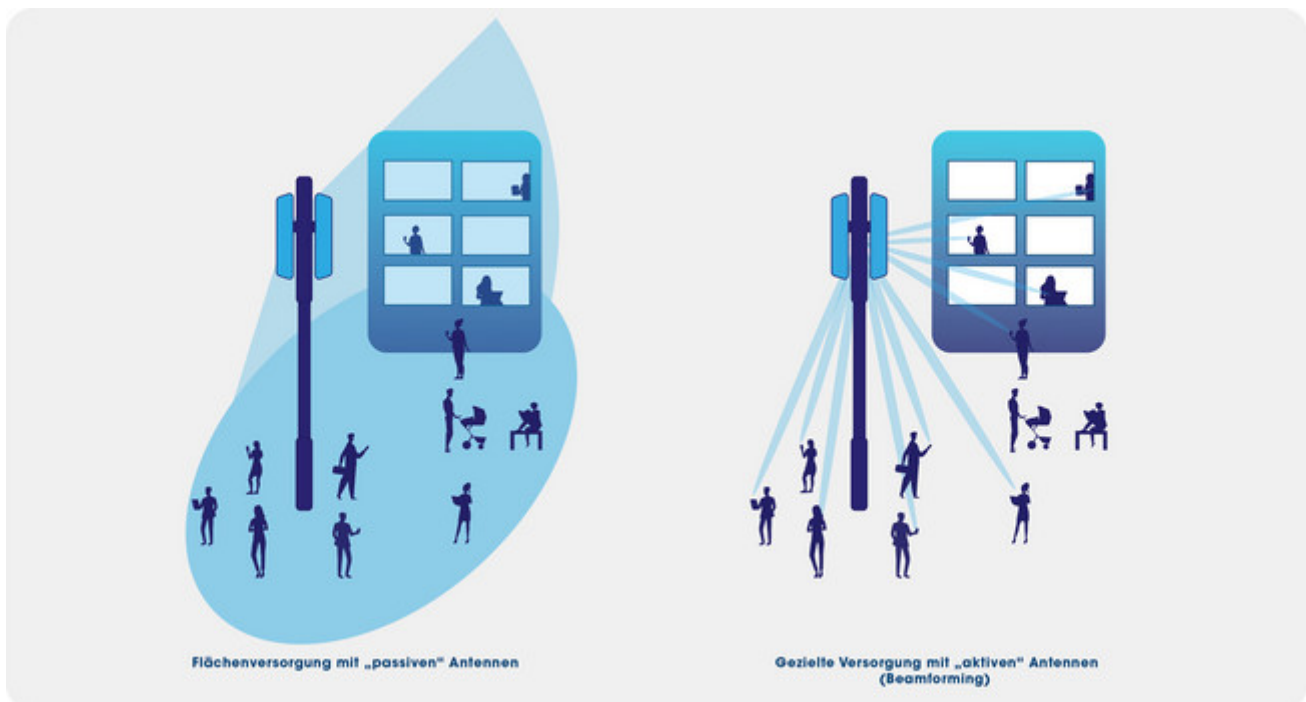 Flächenversorgung mit „passiven“ Antennen
Gezielte Versorgung mit „aktiven“ Antennen
(Beamforming)